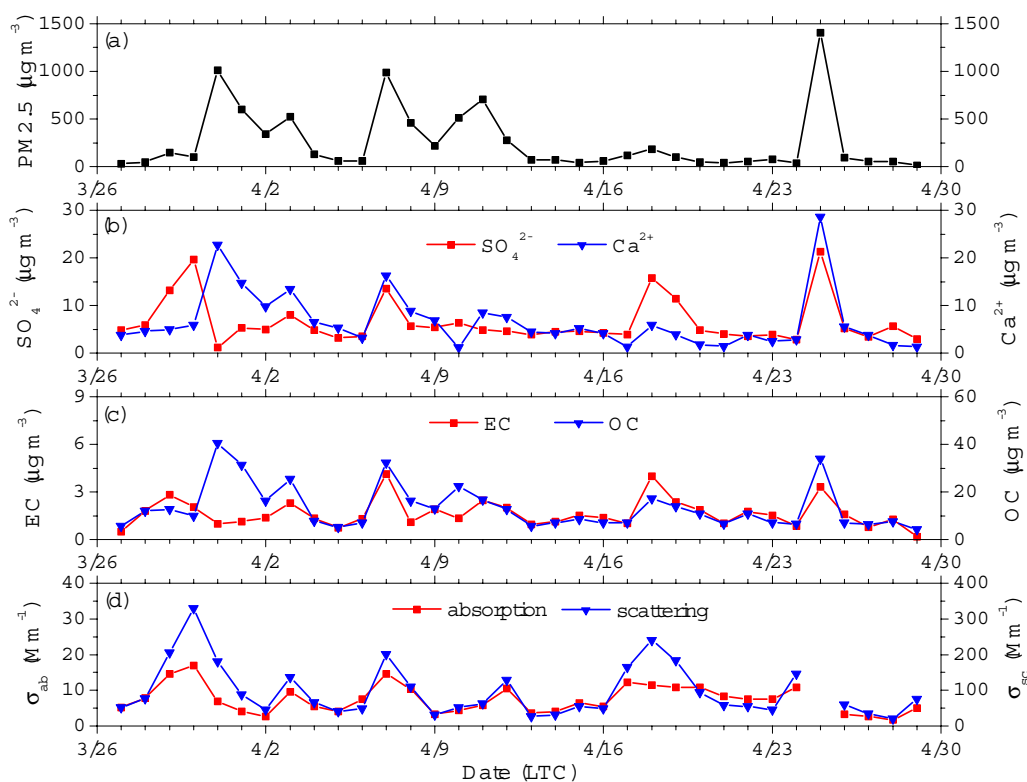 (a)
PM2.5 (μg m⁻³)
1500 1000 500 0
1500 1000 500 0
3/26 4/2 4/9 4/16 4/23 4/30
(b)
SO₄²⁻ Ca²⁺
SO₄²⁻ (μg m⁻³)
30 20 10 0
30 20 10 0
Ca²⁺ (μg m⁻³)
3/26 4/2 4/9 4/16 4/23 4/30
(c)
EC OC
EC (μg m⁻³)
9 6 3 0
60 40 20 0
OC (μg m⁻³)
3/26 4/2 4/9 4/16 4/23 4/30
(d)
absorption scattering
σab (Mm⁻¹)
40 30 20 10 0
400 300 200 100 0
σsc (Mm⁻¹)
3/26 4/2 4/9 4/16 4/23 4/30
Date (LTC)